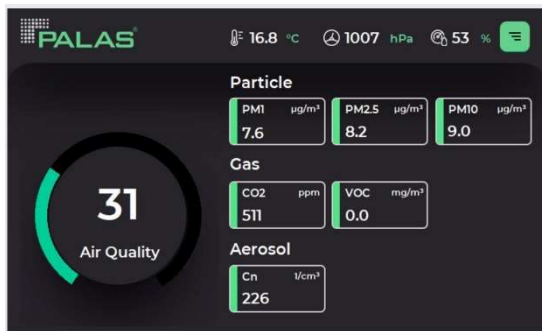 PALAS
16.8 °C 1007 hPa 53 %
Particle
PM1 µg/m³ PM2.5 µg/m³ PM10 µg/m³
7.6 8.2 9.0
Gas
CO2 ppm VOC mg/m³
511 0.0
31
Air Quality
Aerosol
Cn 1/cm³
226